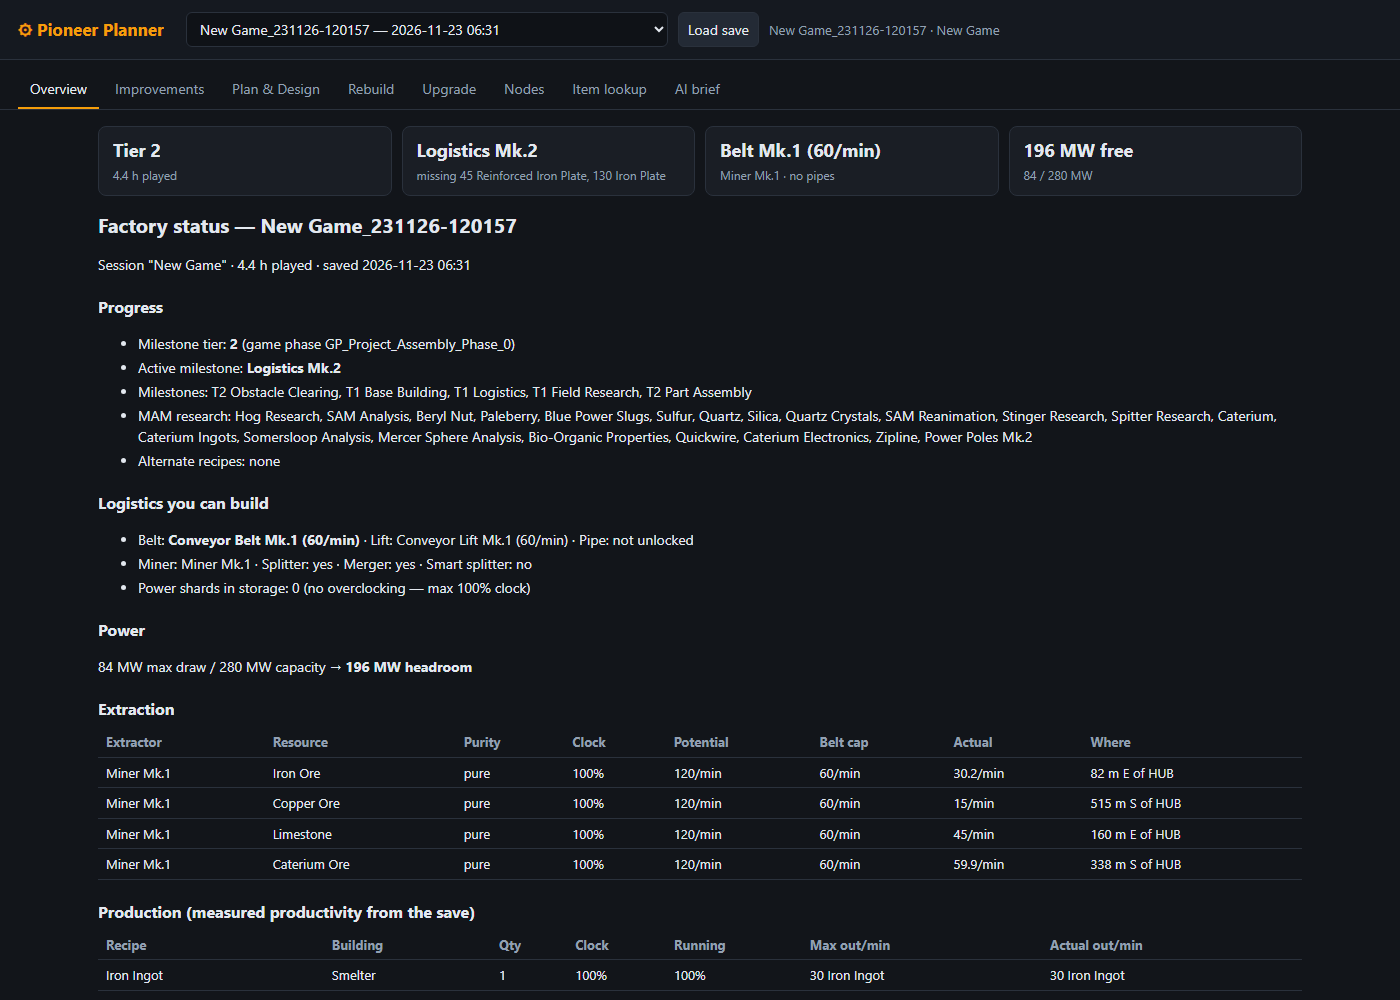 ⚙ Pioneer Planner
New Game_231126-120157 — 2026-11-23 06:31
Load save
New Game_231126-120157 · New Game
Overview Improvements Plan & Design Rebuild Upgrade Nodes Item lookup AI brief
Tier 2
4.4 h played
Logistics Mk.2
missing 45 Reinforced Iron Plate, 130 Iron Plate
Belt Mk.1 (60/min)
Miner Mk.1 · no pipes
196 MW free
84 / 280 MW
Factory status — New Game_231126-120157
Session "New Game" · 4.4 h played · saved 2026-11-23 06:31
Progress
• Milestone tier: 2 (game phase GP_Project_Assembly_Phase_0)
• Active milestone: Logistics Mk.2
• Milestones: T2 Obstacle Clearing, T1 Base Building, T1 Logistics, T1 Field Research, T2 Part Assembly
• MAM research: Hog Research, SAM Analysis, Beryl Nut, Paleberry, Blue Power Slugs, Sulfur, Quartz, Silica, Quartz Crystals, SAM Reanimation, Stinger Research, Spitter Research, Caterium,
Caterium Ingots, Somersloop Analysis, Mercer Sphere Analysis, Bio-Organic Properties, Quickwire, Caterium Electronics, Zipline, Power Poles Mk.2
• Alternate recipes: none
Logistics you can build
• Belt: Conveyor Belt Mk.1 (60/min) · Lift: Conveyor Lift Mk.1 (60/min) · Pipe: not unlocked
• Miner: Miner Mk.1 · Splitter: yes · Merger: yes · Smart splitter: no
• Power shards in storage: 0 (no overclocking — max 100% clock)
Power
84 MW max draw / 280 MW capacity → 196 MW headroom
Extraction
Extractor Resource Purity Clock Potential Belt cap Actual Where
Miner Mk.1 Iron Ore pure 100% 120/min 60/min 30.2/min 82 m E of HUB
Miner Mk.1 Copper Ore pure 100% 120/min 60/min 15/min 515 m S of HUB
Miner Mk.1 Limestone pure 100% 120/min 60/min 45/min 160 m E of HUB
Miner Mk.1 Caterium Ore pure 100% 120/min 60/min 59.9/min 338 m S of HUB
Production (measured productivity from the save)
Recipe Building Qty Clock Running Max out/min Actual out/min
Iron Ingot Smelter 1 100% 100% 30 Iron Ingot 30 Iron Ingot